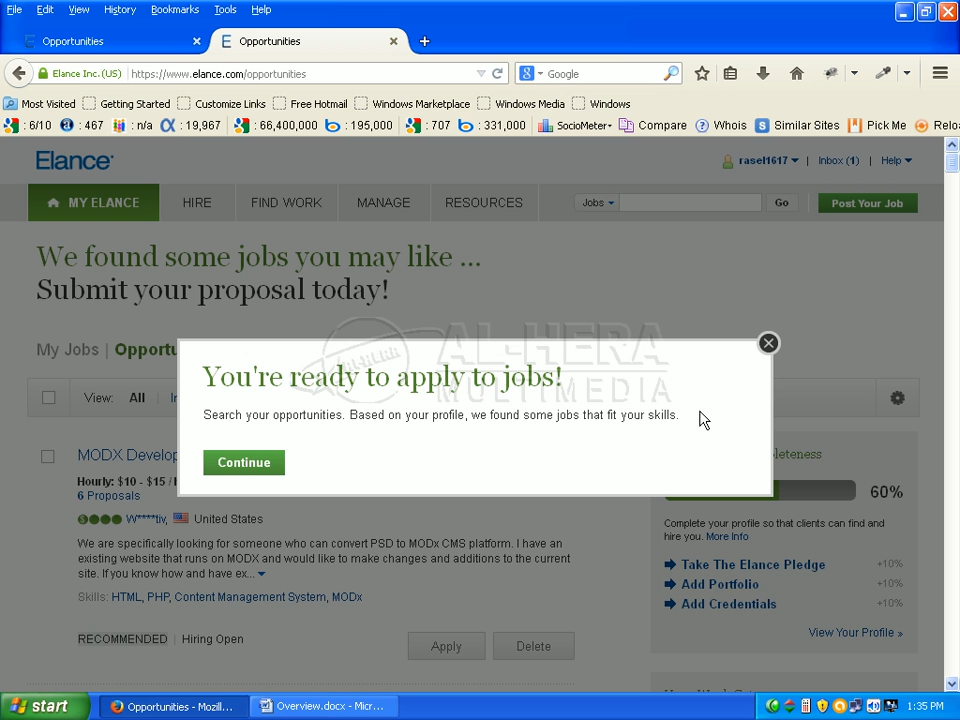 File Edit View History Bookmarks Tools Help
Opportunities
Opportunities
Elance Inc. (US) https://www.elance.com/opportunities Google
Most Visited Getting Started Customize Links Free Hotmail Windows Marketplace Windows Media Windows
: 6/10 : 467 : n/a : 19,967 : 66,400,000 : 195,000 : 707 : 331,000 SocioMeter Compare Whois Similar Sites Pick Me Relo
Elance rasel1617 Inbox (1) Help
MY ELANCE HIRE FIND WORK MANAGE RESOURCES Jobs Go Post Your Job
We found some jobs you may like ...
Submit your proposal today!
My Jobs | Opportu
AL-HERA
MULTIMEDIA
AL-HERA
You're ready to apply to jobs!
Search your opportunities. Based on your profile, we found some jobs that fit your skills.
Continue
View: All In
MODX Develop
Hourly: $10 - $15 /
6 Proposals
W****tiv, United States
We are specifically looking for someone who can convert PSD to MODx CMS platform. I have an
existing website that runs on MODX and would like to make changes and additions to the current
site. If you know how and have ex...
Skills: HTML, PHP, Content Management System, MODx
RECOMMENDED Hiring Open Apply Delete
leteness
60%
Complete your profile so that clients can find and
hire you. More Info
Take The Elance Pledge +10%
Add Portfolio +10%
Add Credentials +10%
View Your Profile »
start Opportunities - Mozill... Overview.docx - Micr... 1:35 PM